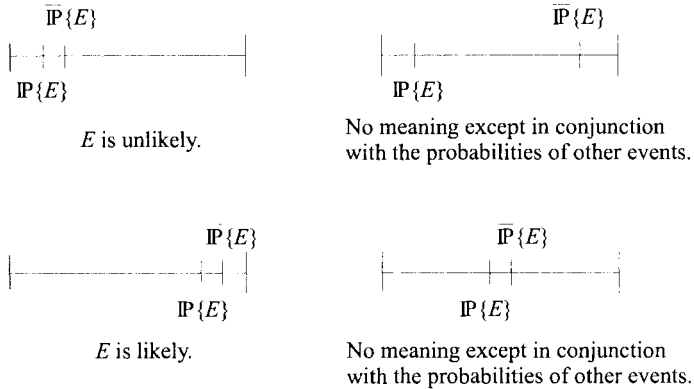 ℙ̅{E}
ℙ{E}
E is unlikely.
ℙ̅{E}
ℙ{E}
No meaning except in conjunction
with the probabilities of other events.
ℙ{E}
ℙ{E}
E is likely.
ℙ̅{E}
ℙ{E}
No meaning except in conjunction
with the probabilities of other events.